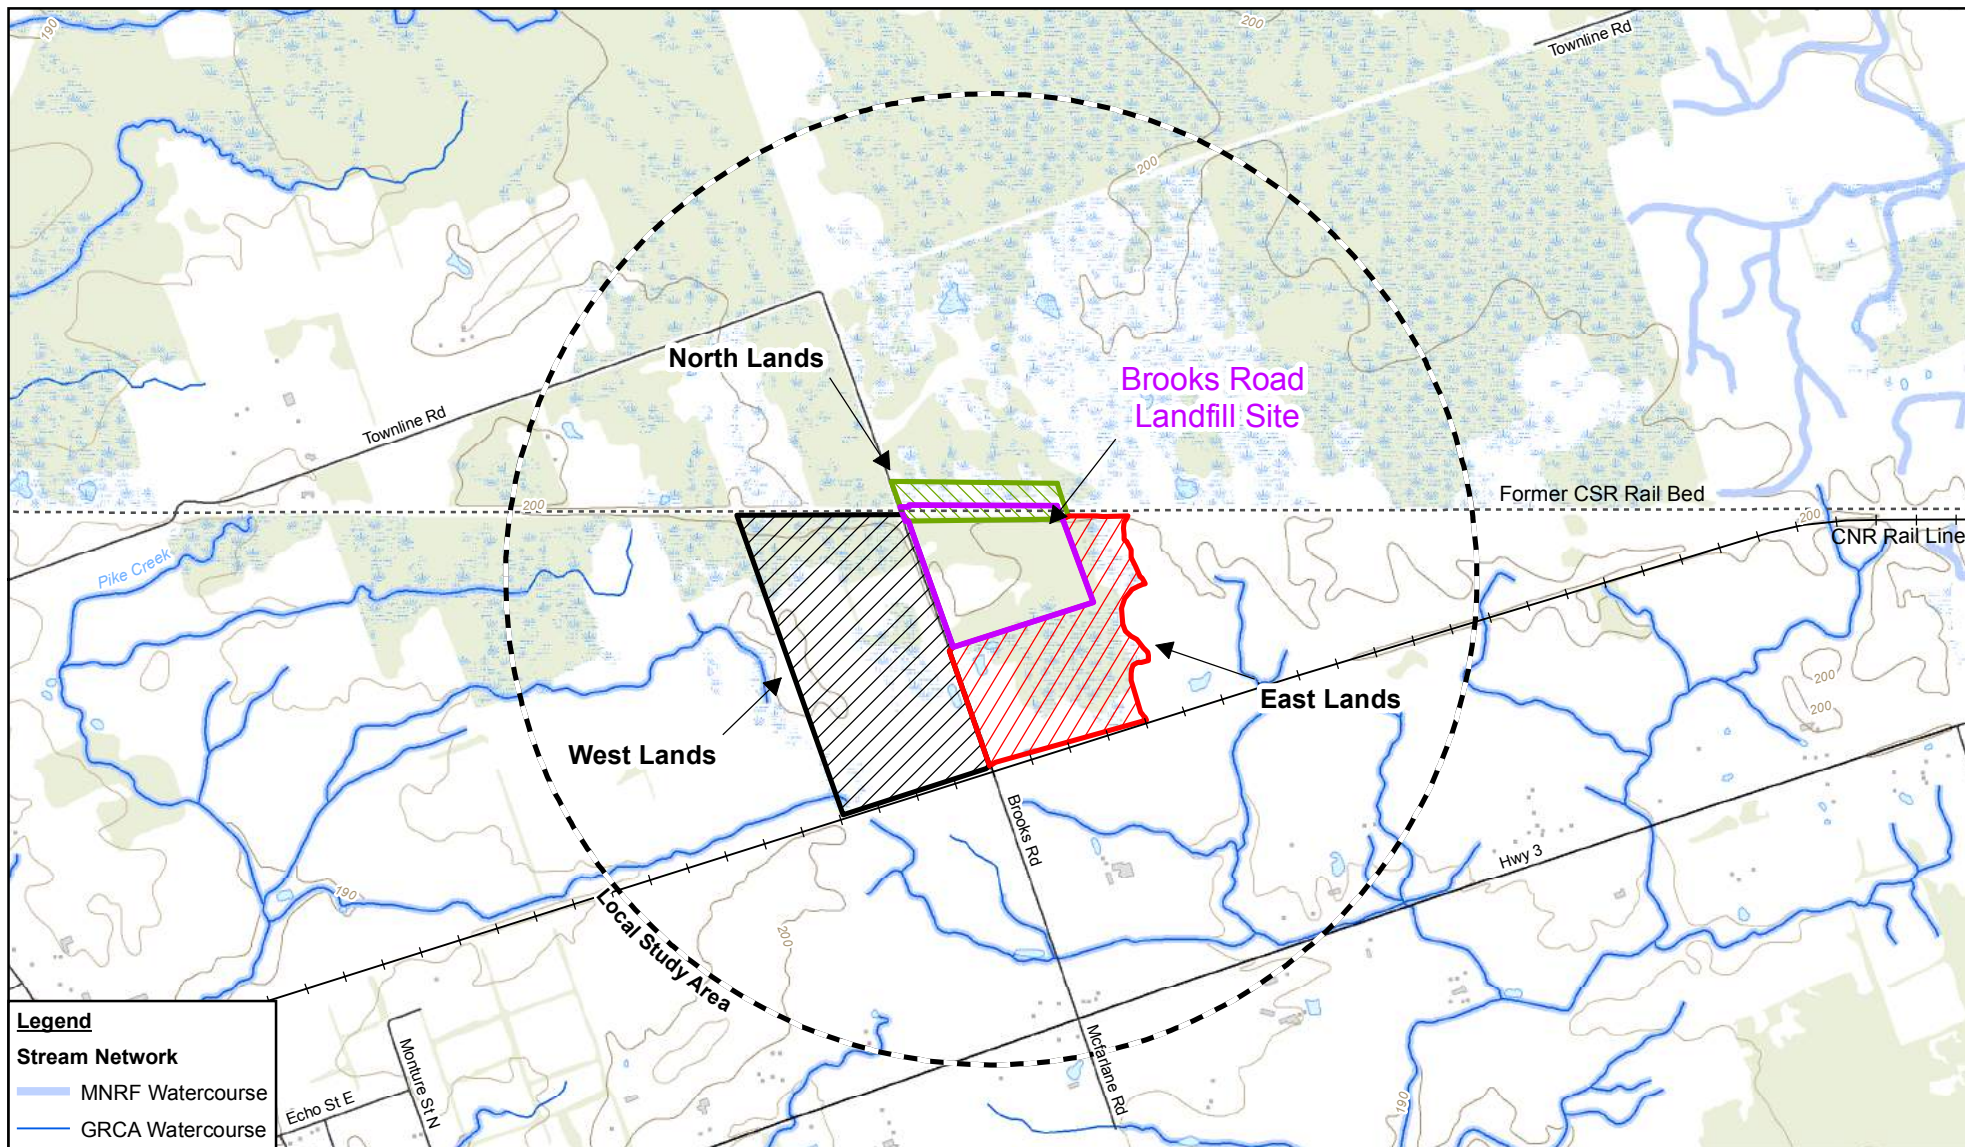 190
200
Townline Rd
200
North Lands
Brooks Road
Landfill Site
Townline Rd
200
Former CSR Rail Bed
200
CNR Rail Line
Pike Creek
200
200
East Lands
West Lands
Brooks Rd
Hwy 3
190
Local Study Area
200
Mcfarlane Rd
Monture St N
Echo St E
190
Legend
Stream Network
MNRF Watercourse
GRCA Watercourse